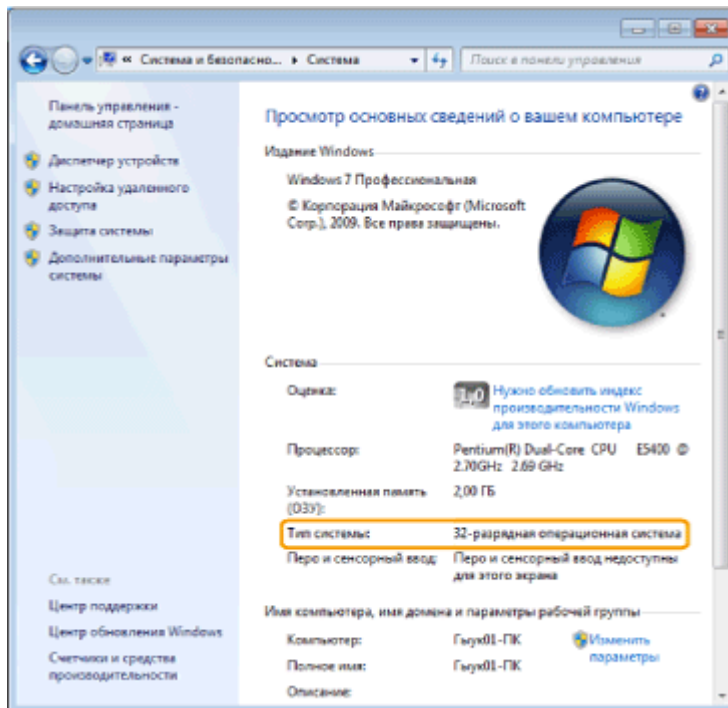 « Система и безопасно... ▸ Система
Поиск в панели управления
Панель управления -
домашняя страница
Диспетчер устройств
Настройка удаленного
доступа
Защита системы
Дополнительные параметры
системы
См. также
Центр поддержки
Центр обновления Windows
Счетчики и средства
производительности
Просмотр основных сведений о вашем компьютере
Издание Windows
Windows 7 Профессиональная
© Корпорация Майкрософт (Microsoft
Corp.), 2009. Все права защищены.
Система
Оценка:
Нужно обновить индекс
производительности Windows
для этого компьютера
Процессор:
Pentium(R) Dual-Core CPU E5400 @
2.70GHz 2.69 GHz
Установленная память
(ОЗУ):
2,00 ГБ
Тип системы:
32-разрядная операционная система
Перо и сенсорный ввод:
Перо и сенсорный ввод недоступны
для этого экрана
Имя компьютера, имя домена и параметры рабочей группы
Компьютер:
Гыук01-ПК
Изменить
параметры
Полное имя:
Гыук01-ПК
Описание: